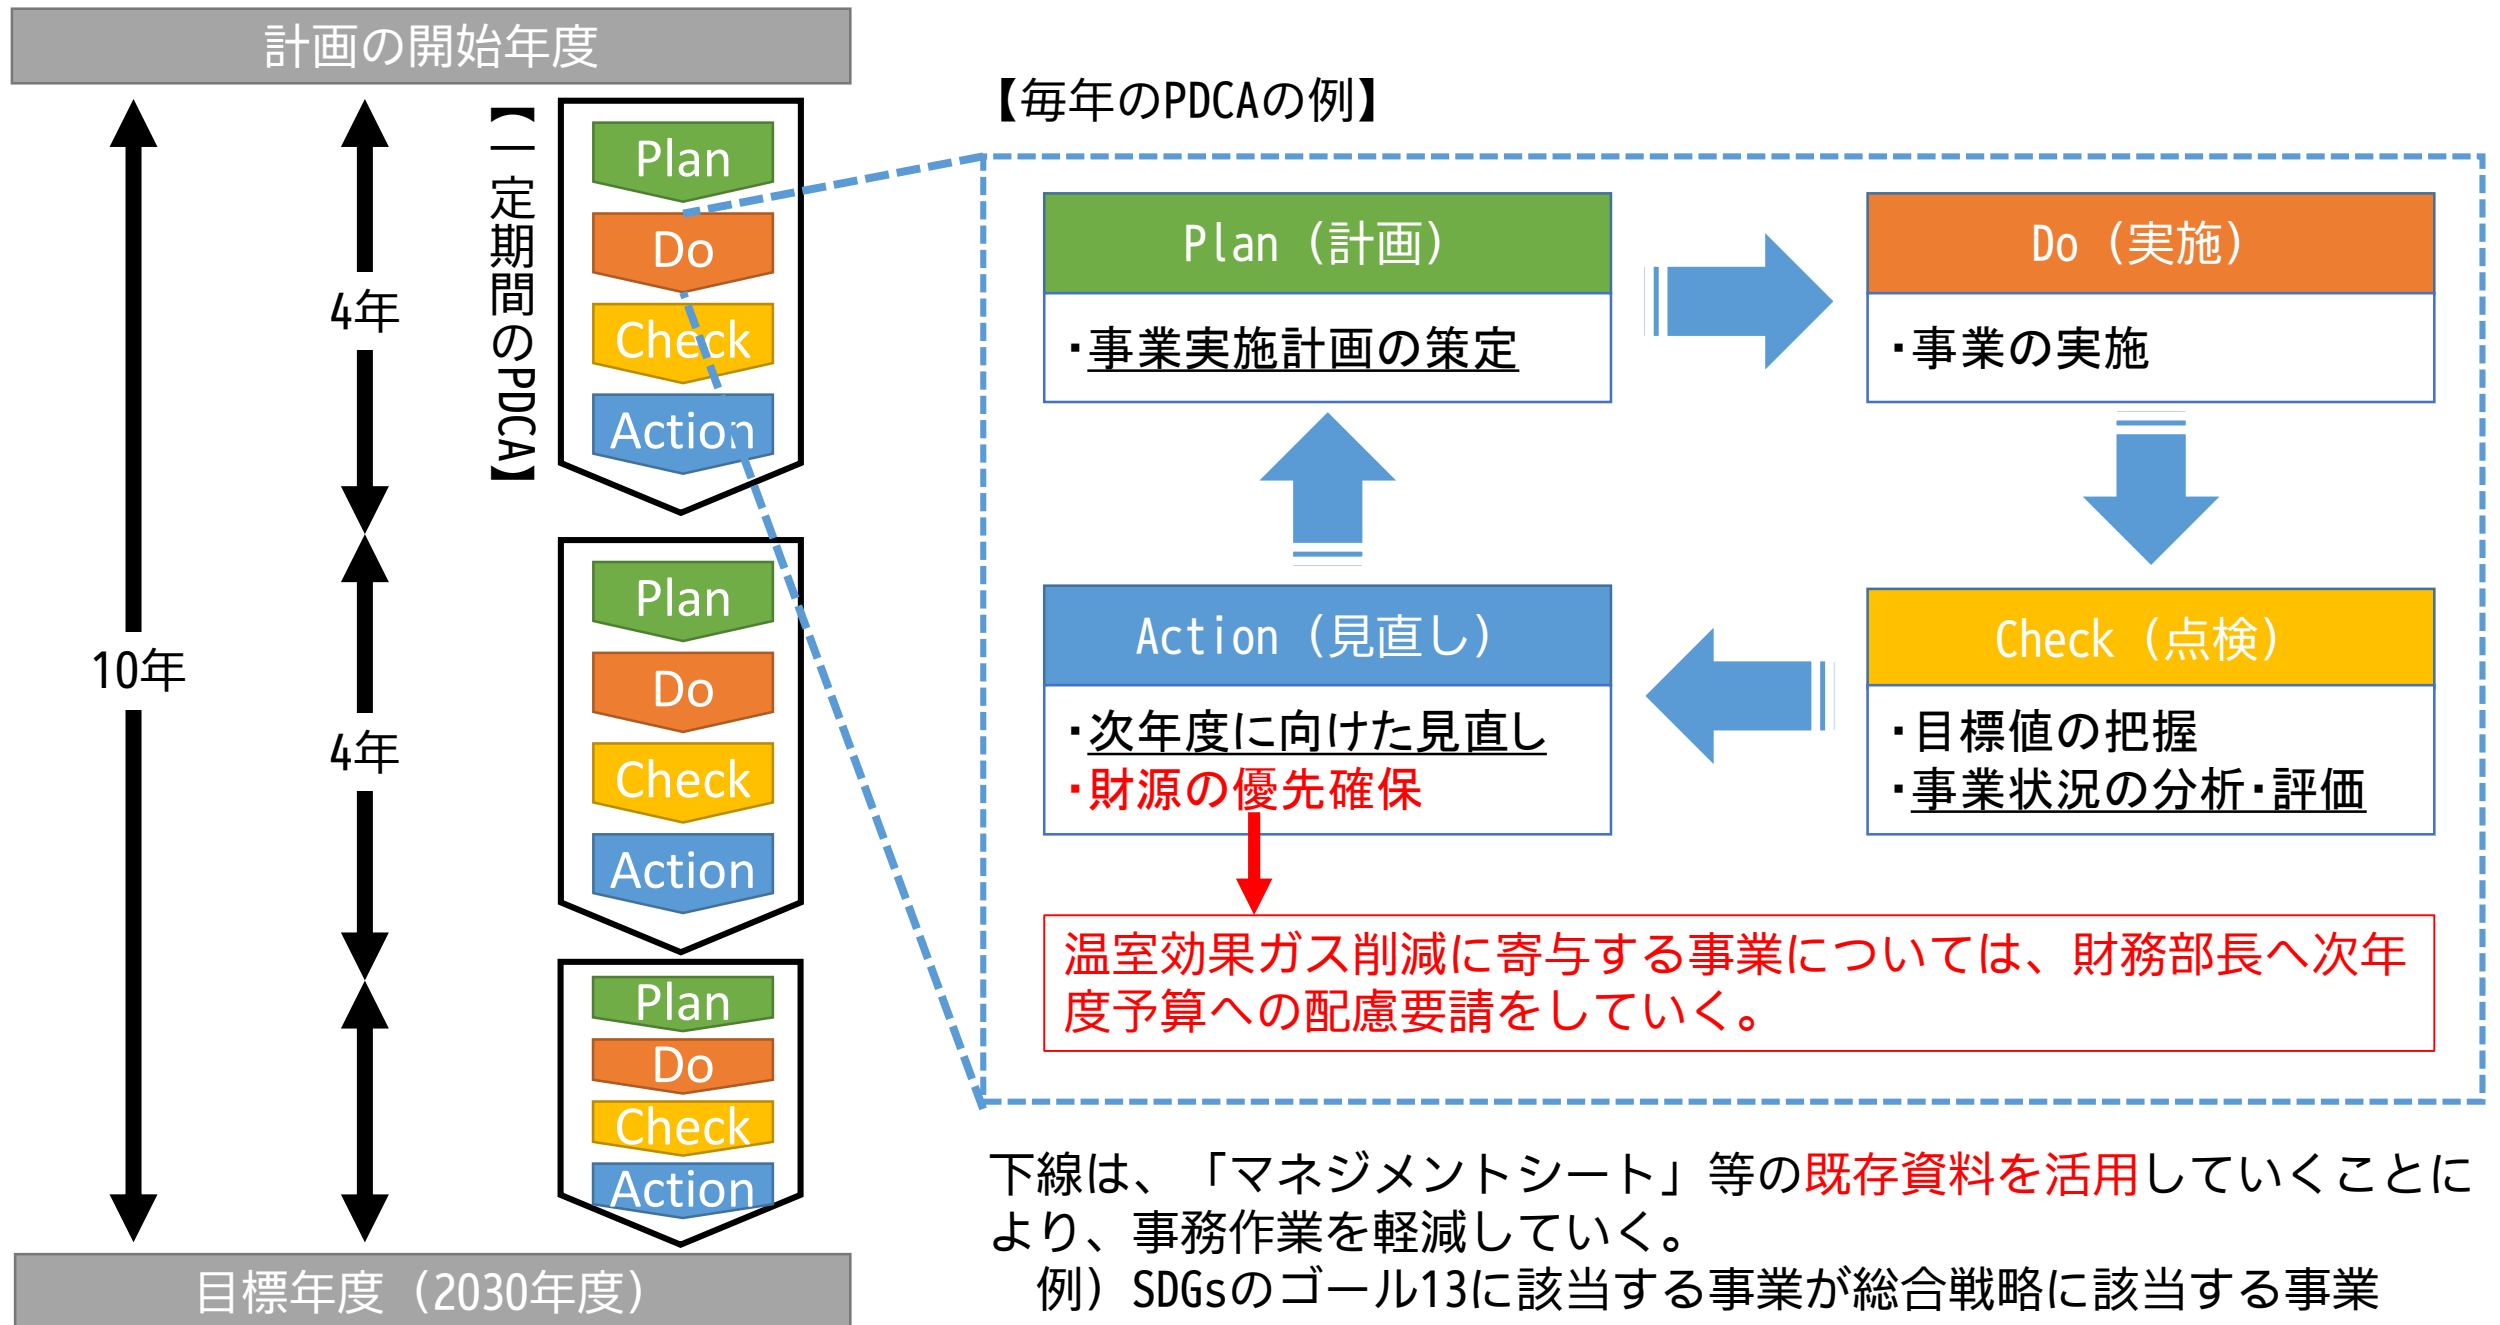 計画の開始年度
10年
4年
4年
【一定期間のPDCA】
Plan
Do
Check
Action
Plan
Do
Check
Action
Plan
Do
Check
Action
目標年度（2030年度）
【毎年のPDCAの例】
Plan（計画）
・事業実施計画の策定
Do（実施）
・事業の実施
Action（見直し）
・次年度に向けた見直し
・財源の優先確保
Check（点検）
・目標値の把握
・事業状況の分析・評価
温室効果ガス削減に寄与する事業については、財務部長へ次年
度予算への配慮要請をしていく。
下線は、「マネジメントシート」等の既存資料を活用していくことに
より、事務作業を軽減していく。
例）SDGsのゴール13に該当する事業が総合戦略に該当する事業